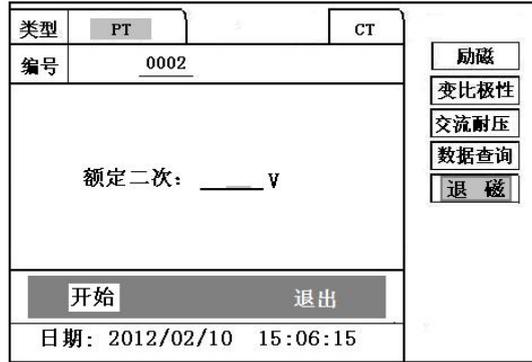 类型 PT CT
编号 0002
额定二次: ____ V
开始 退出
日期: 2012/02/10 15:06:15
励磁
变比极性
交流耐压
数据查询
退 磁